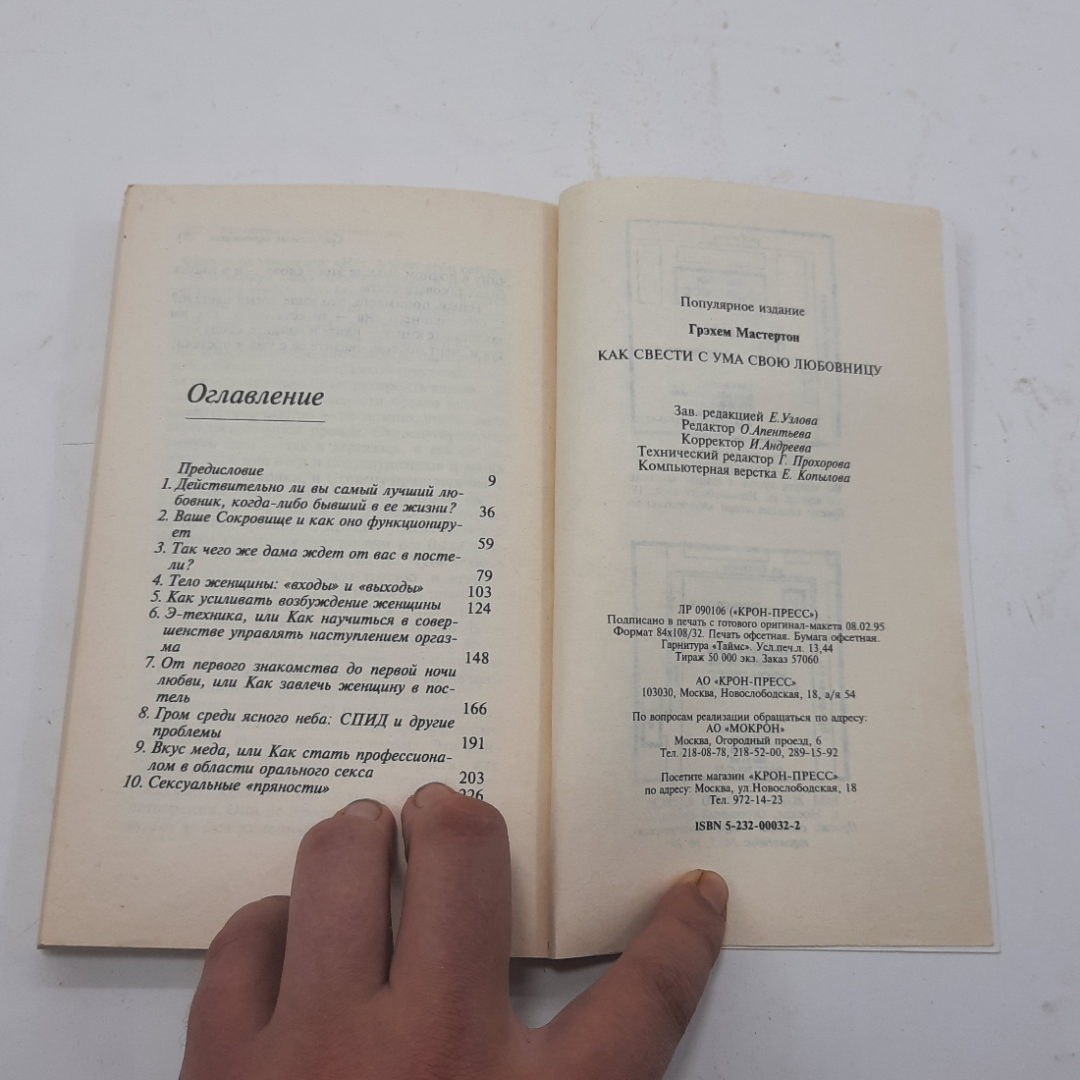 Оглавление
Предисловие 9
1. Действительно ли вы самый лучший лю-
бовник, когда-либо бывший в ее жизни? 36
2. Ваше Сокровище и как оно функционируу-
ет 59
3. Так чего же дама ждет от вас в посте-
ли? 79
4. Тело женщины: «входы» и «выходы» 103
5. Как усиливать возбуждение женщины 124
6. Э-техника, или Как научиться в совер-
шенстве управлять наступлением оргаз-
ма 148
7. От первого знакомства до первой ночи
любви, или Как завлечь женщину в пос-
тель 166
8. Гром среди ясного неба: СПИД и другие
проблемы 191
9. Вкус меда, или Как стать профессиона-
лом в области орального секса 203
10. Сексуальные «пряности» 226
Популярное издание
Грэхем Мастертон
КАК СВЕСТИ С УМА СВОЮ ЛЮБОВНИЦУ
Зав. редакцией Е.Узлова
Редактор О.Апентьева
Корректор И.Андреева
Технический редактор Г. Прохорова
Компьютерная верстка Е. Копылова
ЛР 090106 («КРОН-ПРЕСС»)
Подписано в печать с готового оригинал-макета 08.02.95
Формат 84х108/32. Печать офсетная. Бумага офсетная.
Гарнитура «Таймс». Усл.печ.л. 13,44
Тираж 50 000 экз. Заказ 57060
АО «КРОН-ПРЕСС»
103030, Москва, Новослободская, 18, а/я 54
По вопросам реализации обращаться по адресу:
АО «МОКРОН»
Москва, Огородный проезд, 6
Тел. 218-08-78, 218-52-00, 289-15-92
Посетите магазин «КРОН-ПРЕСС»
по адресу: Москва, ул.Новослободская, 18
Тел. 972-14-23
ISBN 5-232-00032-2